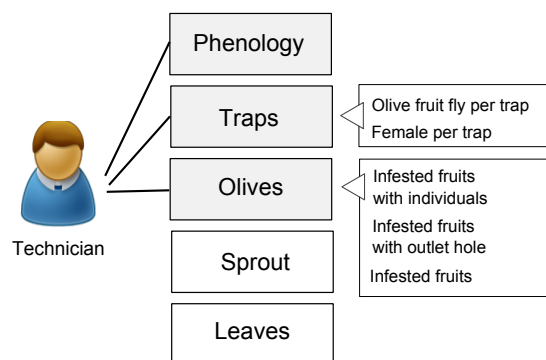 Phenology
Traps
Olive fruit fly per trap
Female per trap
Olives
Infested fruits
with individuals
Infested fruits
with outlet hole
Infested fruits
Technician
Sprout
Leaves